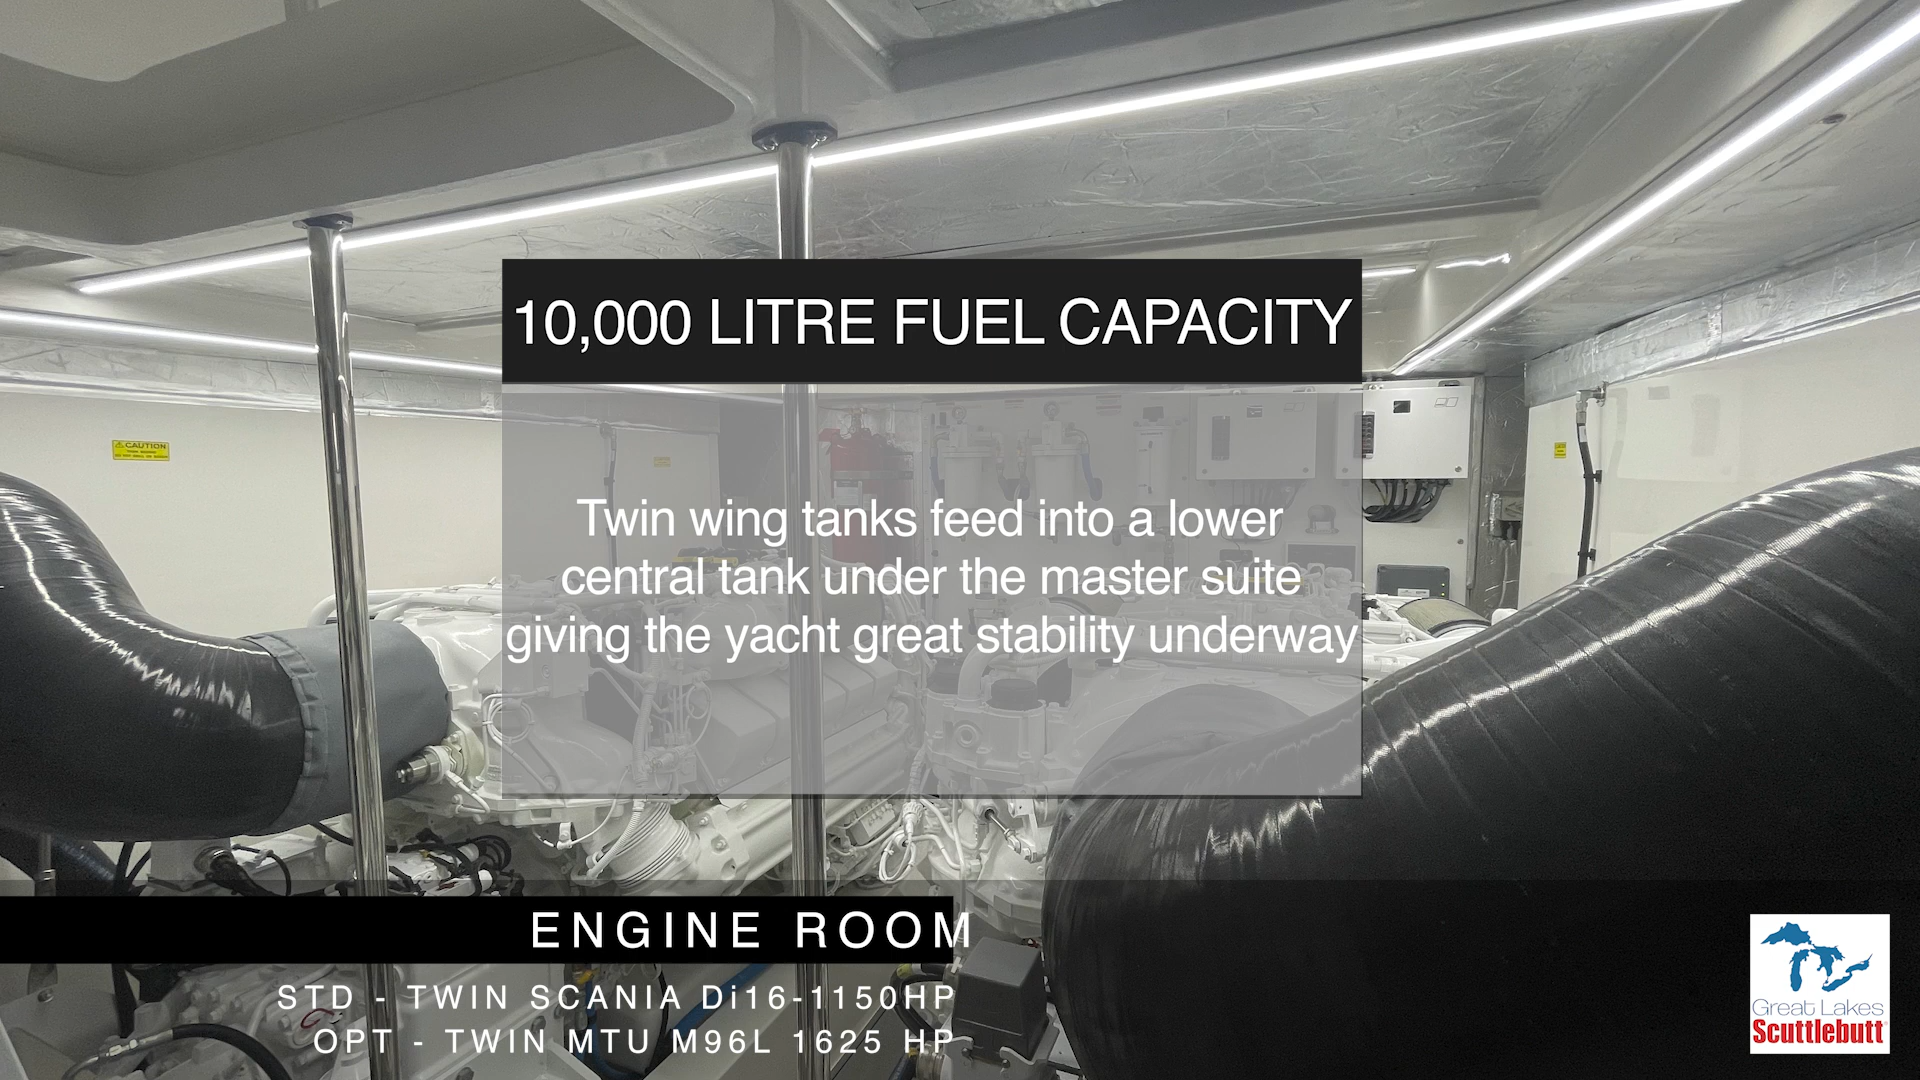 10,000 LITRE FUEL CAPACITY
CAUTION
Twin wing tanks feed into a lower
central tank under the master suite
giving the yacht great stability underway
ENGINE ROOM
STD - TWIN SCANIA Di16-1150HP
OPT - TWIN MTU M96L 1625 HP
Great Lakes
Scuttlebutt